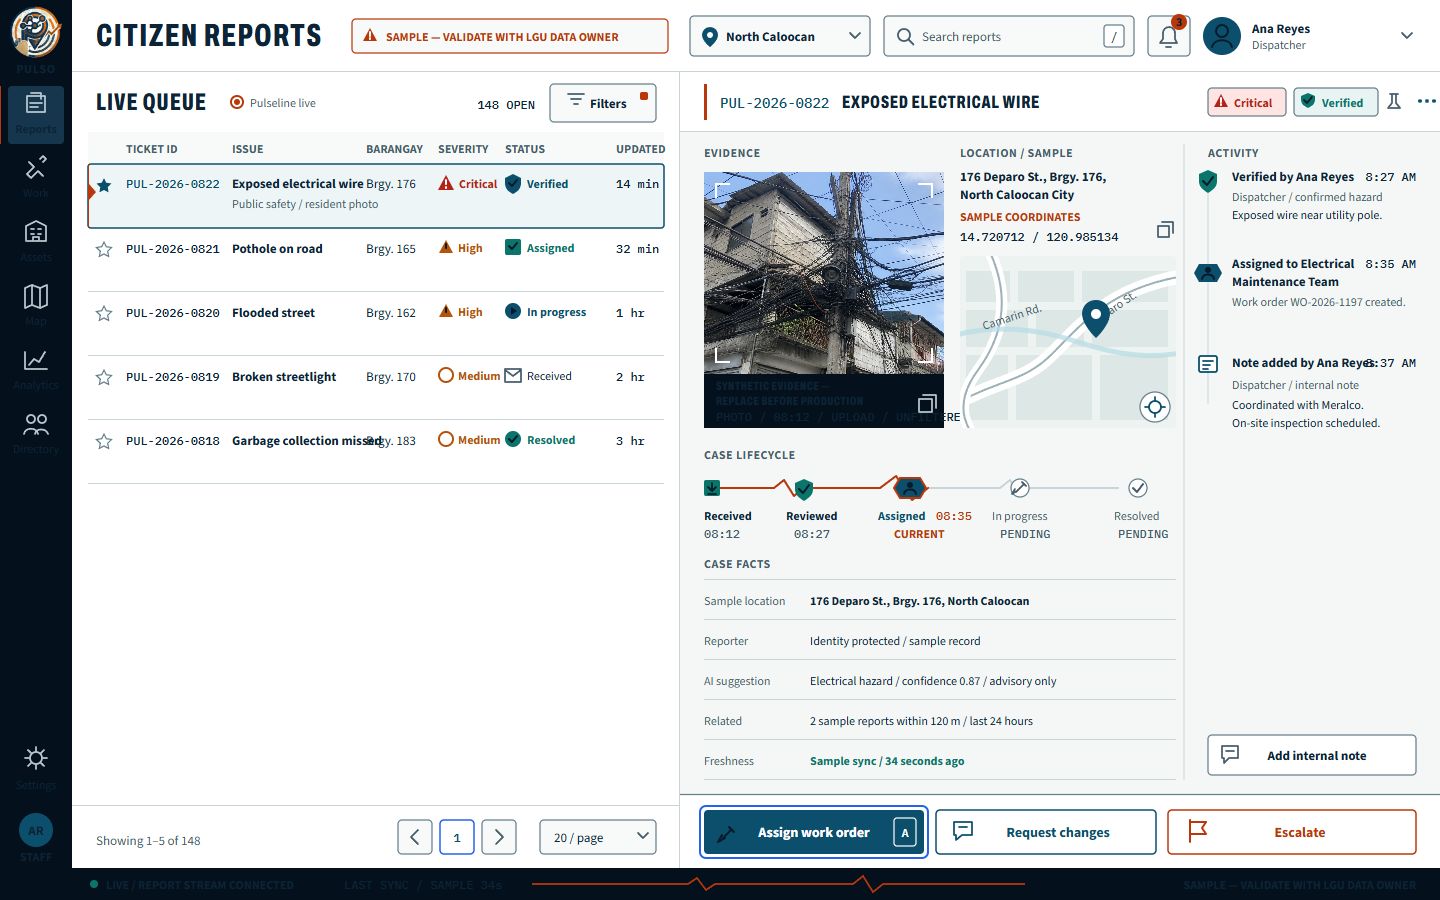 PULSO
Reports
Work
Assets
Map
Analytics
Directory
Settings
AR
STAFF
CITIZEN REPORTS
SAMPLE — VALIDATE WITH LGU DATA OWNER
North Caloocan
Search reports
/
3
Ana Reyes
Dispatcher
LIVE QUEUE
Pulseline live
148 OPEN
Filters
TICKET ID ISSUE BARANGAY SEVERITY STATUS UPDATED
PUL-2026-0822 Exposed electrical wire Brgy. 176 Critical Verified 14 min
Public safety / resident photo
PUL-2026-0821 Pothole on road Brgy. 165 High Assigned 32 min
PUL-2026-0820 Flooded street Brgy. 162 High In progress 1 hr
PUL-2026-0819 Broken streetlight Brgy. 170 Medium Received 2 hr
PUL-2026-0818 Garbage collection missed Brgy. 183 Medium Resolved 3 hr
Showing 1–5 of 148
1
20 / page
PUL-2026-0822 EXPOSED ELECTRICAL WIRE
Critical
Verified
EVIDENCE
SYNTHETIC EVIDENCE —
REPLACE BEFORE PRODUCTION
PHOTO / 08:12 / UPLOAD / UNFILTERE
LOCATION / SAMPLE
176 Deparo St., Brgy. 176,
North Caloocan City
SAMPLE COORDINATES
14.720712 / 120.985134
Camarin Rd.
aro St.
CASE LIFECYCLE
Received
08:12
Reviewed
08:27
Assigned 08:35
CURRENT
In progress
PENDING
Resolved
PENDING
CASE FACTS
Sample location 176 Deparo St., Brgy. 176, North Caloocan
Reporter Identity protected / sample record
AI suggestion Electrical hazard / confidence 0.87 / advisory only
Related 2 sample reports within 120 m / last 24 hours
Freshness Sample sync / 34 seconds ago
ACTIVITY
Verified by Ana Reyes 8:27 AM
Dispatcher / confirmed hazard
Exposed wire near utility pole.
Assigned to Electrical 8:35 AM
Maintenance Team
Work order WO-2026-1197 created.
Note added by Ana Reyes 8:37 AM
Dispatcher / internal note
Coordinated with Meralco.
On-site inspection scheduled.
Add internal note
Assign work order A
Request changes
Escalate
LIVE / REPORT STREAM CONNECTED
LAST SYNC / SAMPLE 34s
SAMPLE — VALIDATE WITH LGU DATA OWNER